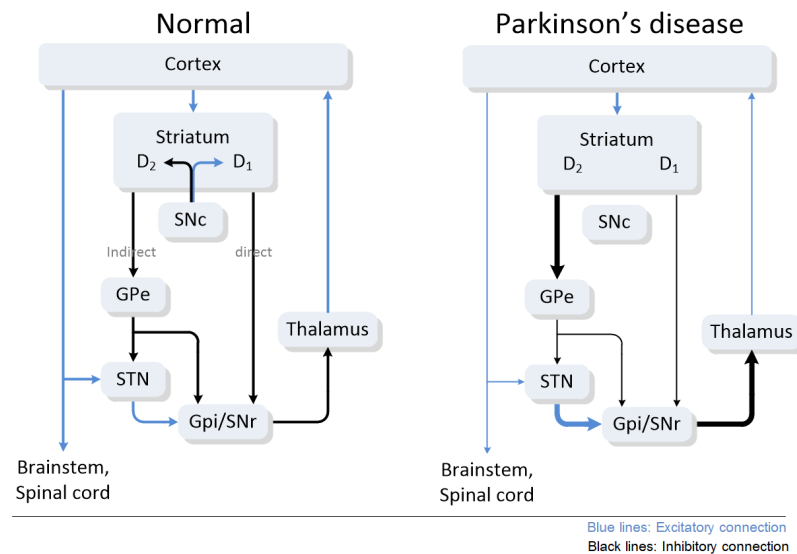 Normal
Cortex
Striatum
D2 D1
SNc
Indirect direct
GPe
Thalamus
STN
Gpi/SNr
Brainstem,
Spinal cord
Parkinson's disease
Cortex
Striatum
D2 D1
SNc
GPe
Thalamus
STN
Gpi/SNr
Brainstem,
Spinal cord
Blue lines: Excitatory connection
Black lines: Inhibitory connection